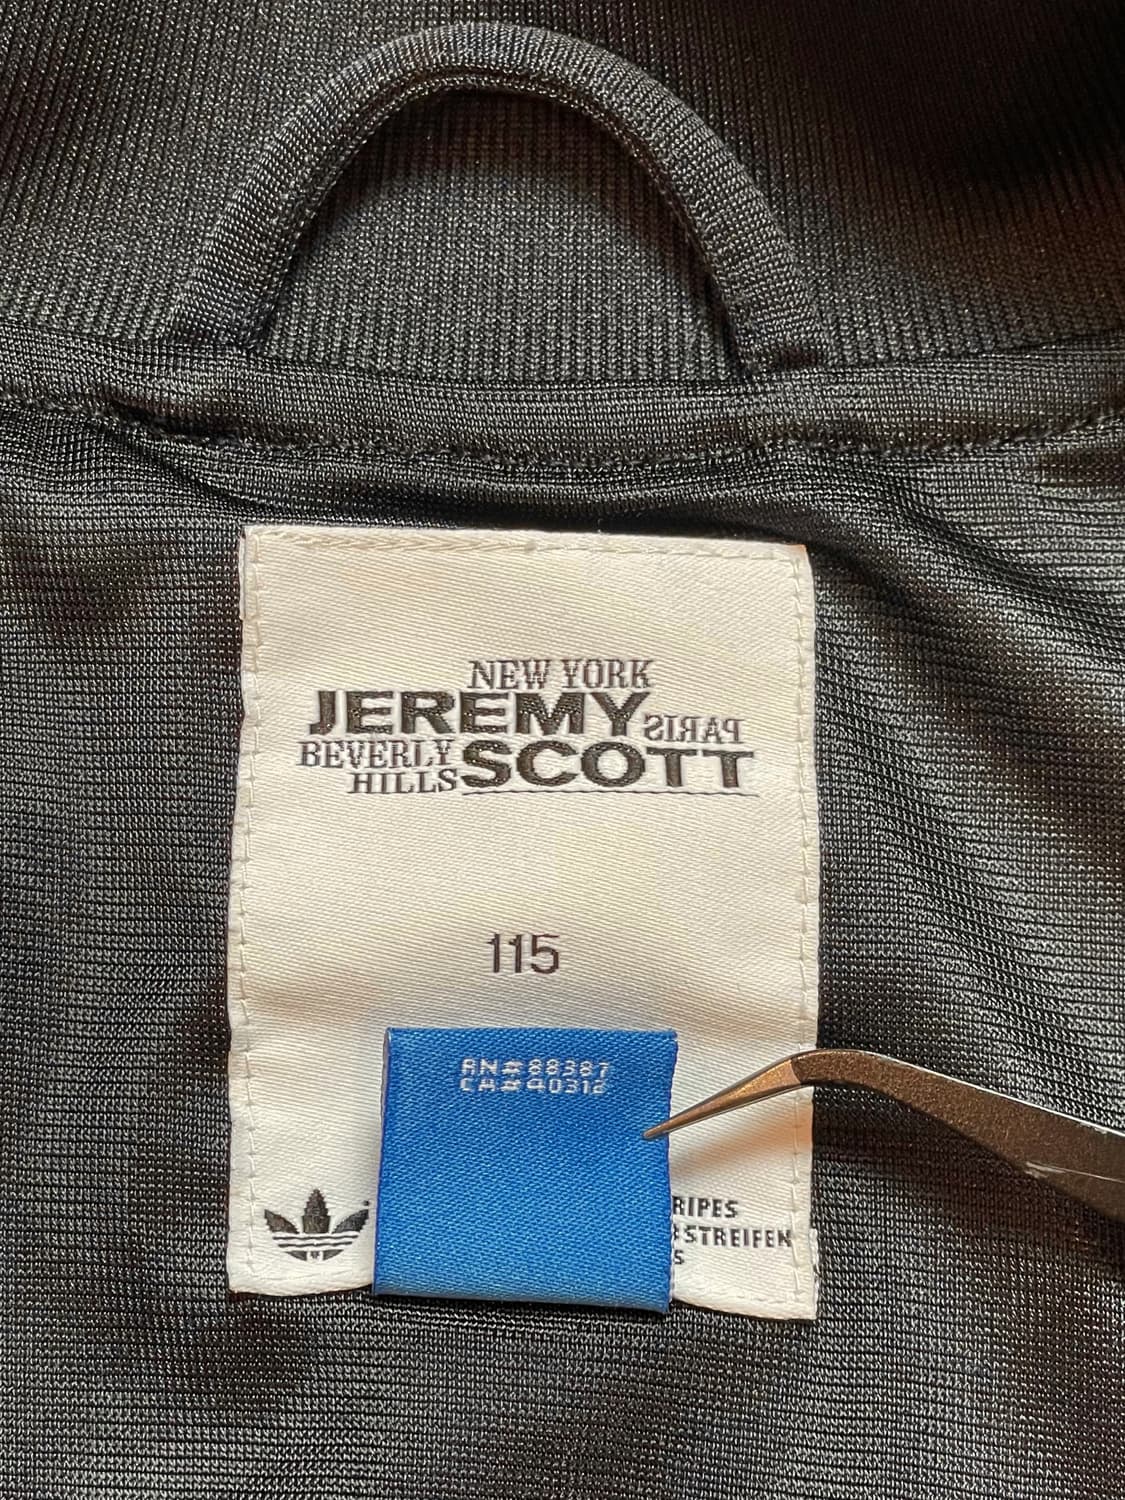 NEW YORK
JEREMY
PARIS
BEVERLY
HILLS
SCOTT
115
RN#88387
CA#40312
RIPES
STREIFEN
S